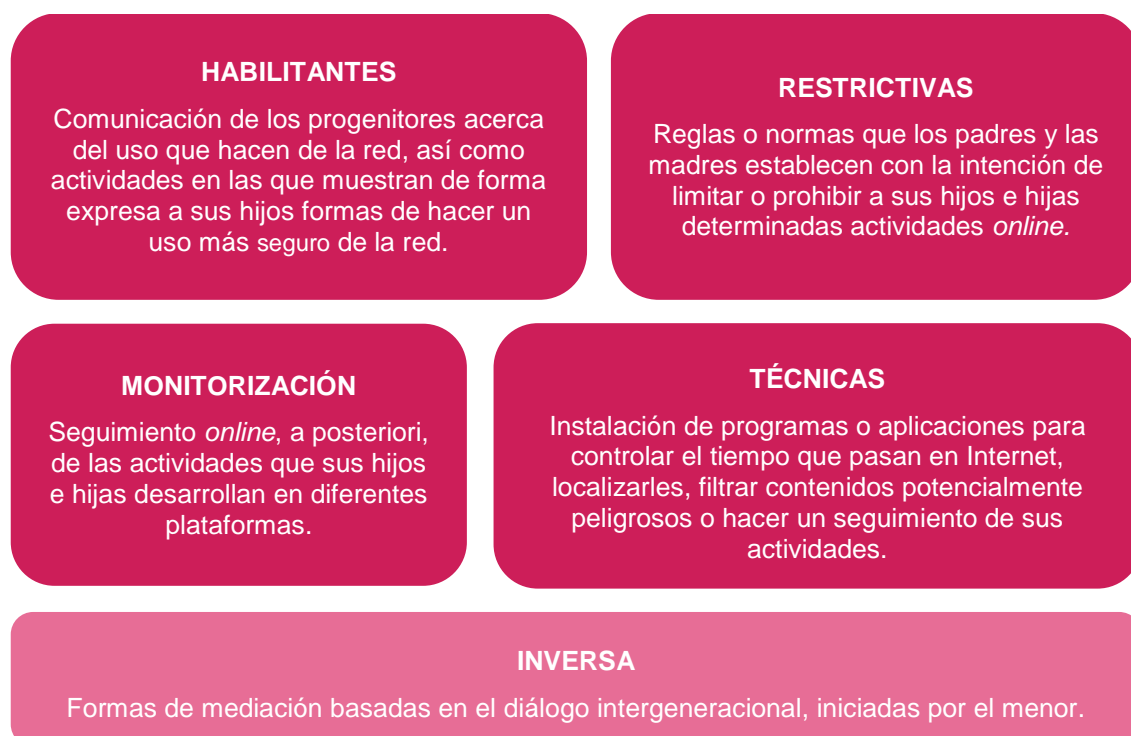 HABILITANTES
Comunicación de los progenitores acerca
del uso que hacen de la red, así como
actividades en las que muestran de forma
expresa a sus hijos formas de hacer un
uso más seguro de la red.
RESTRICTIVAS
Reglas o normas que los padres y las
madres establecen con la intención de
limitar o prohibir a sus hijos e hijas
determinadas actividades online.
MONITORIZACIÓN
Seguimiento online, a posteriori,
de las actividades que sus hijos
e hijas desarrollan en diferentes
plataformas.
TÉCNICAS
Instalación de programas o aplicaciones para
controlar el tiempo que pasan en Internet,
localizarles, filtrar contenidos potencialmente
peligrosos o hacer un seguimiento de sus
actividades.
INVERSA
Formas de mediación basadas en el diálogo intergeneracional, iniciadas por el menor.